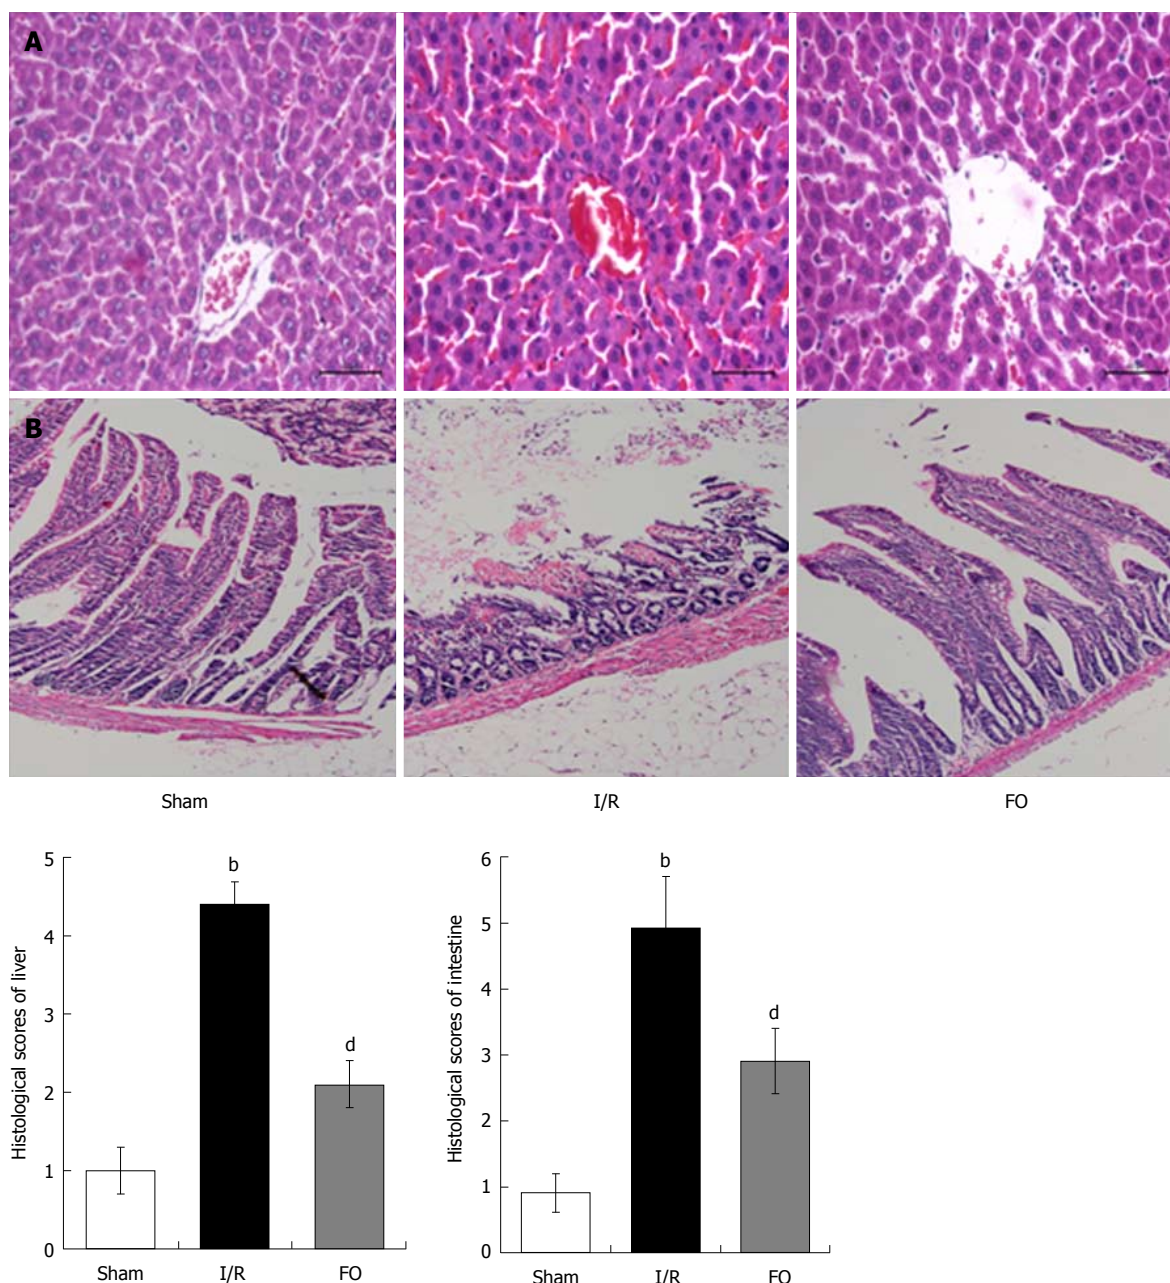 A
B
Sham I/R FO
5
4
3
2
1
0
Histological scores of liver
b
d
Sham I/R FO
6
5
4
3
2
1
0
Histological scores of intestine
b
d
Sham I/R FO